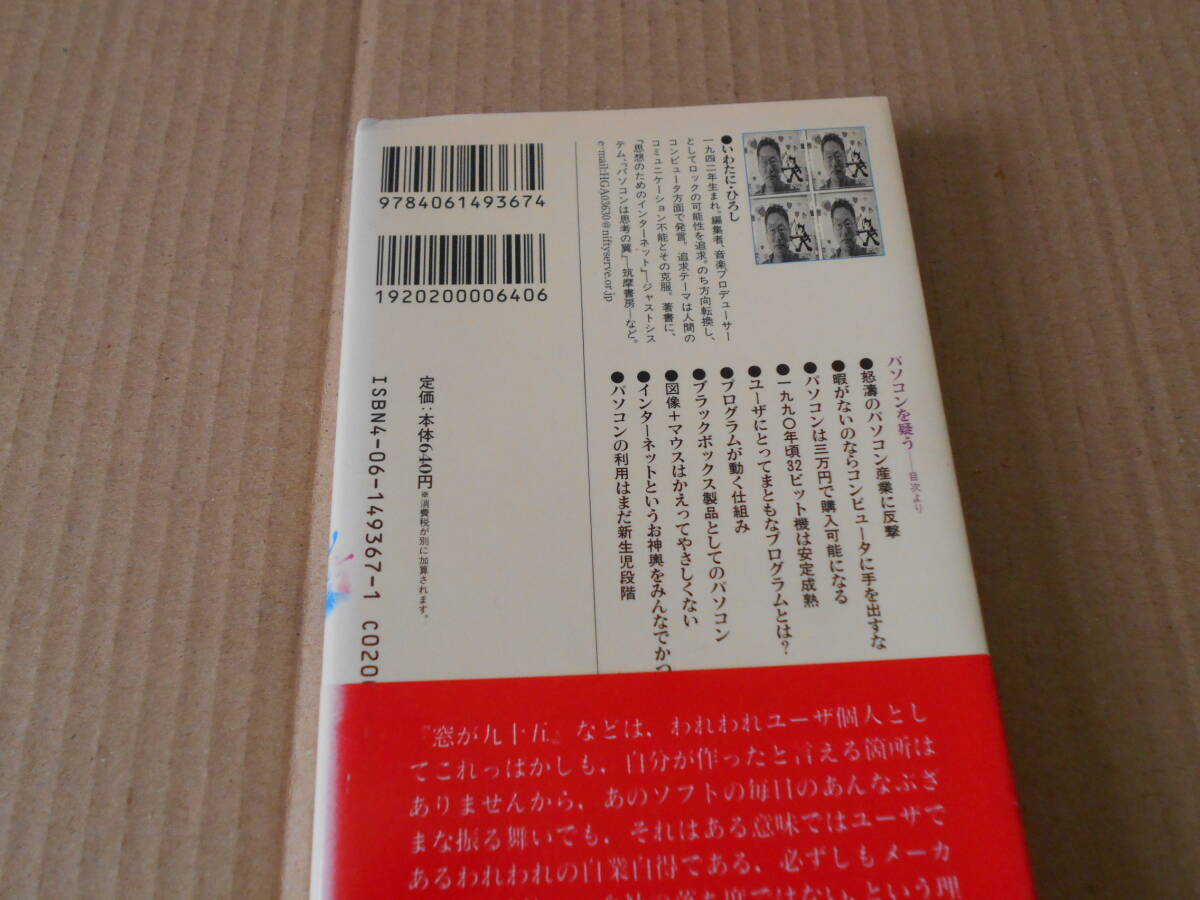 9784061493674
1920200006406
●いわたに・ひろし
一九四二年生まれ。編集者、音楽プロデューサー
としてロックの可能性を追求。のち方向転換し、
コンピュータ方面で発言。追求テーマは人間の
コミュニケーション不能とその克服。著書に、
『思想のためのインターネット』―ジャストシス
テム、『パソコンは思考の翼』―筑摩書房―など。
e-mail:HGA03630@niftyserve.or.jp
パソコンを疑う――目次より
●怒濤のパソコン産業に反撃
●暇がないのならコンピュータに手を出すな
●パソコンは三万円で購入可能になる
●一九九〇年頃32ビット機は安定成熟
●ユーザにとってまともなプログラムとは?
●プログラムが動く仕組み
●ブラックボックス製品としてのパソコン
●図像+マウスはかえってやさしくない
●インターネットというお神輿をみんなでかつ
●パソコンの利用はまだ新生児段階
定価:本体640円※消費税が別に加算されます。
ISBN4-06-149367-1 C020
『窓が九十五』などは、われわれユーザ個人とし
てこれっぱかしも、自分が作ったと言える箇所は
ありませんから、あのソフトの毎日のあんなぶざ
まな振る舞いでも、それはある意味ではユーザで
あるわれわれの自業自得である、必ずしもメーカ
の落ち度ではない、という理